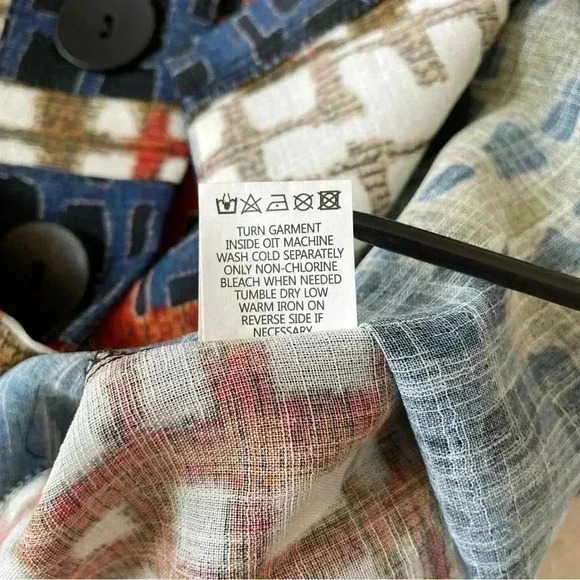 TURN GARMENT
INSIDE OIT MACHINE
WASH COLD SEPARATELY
ONLY NON-CHLORINE
BLEACH WHEN NEEDED
TUMBLE DRY LOW
WARM IRON ON
REVERSE SIDE IF
NECESSARY